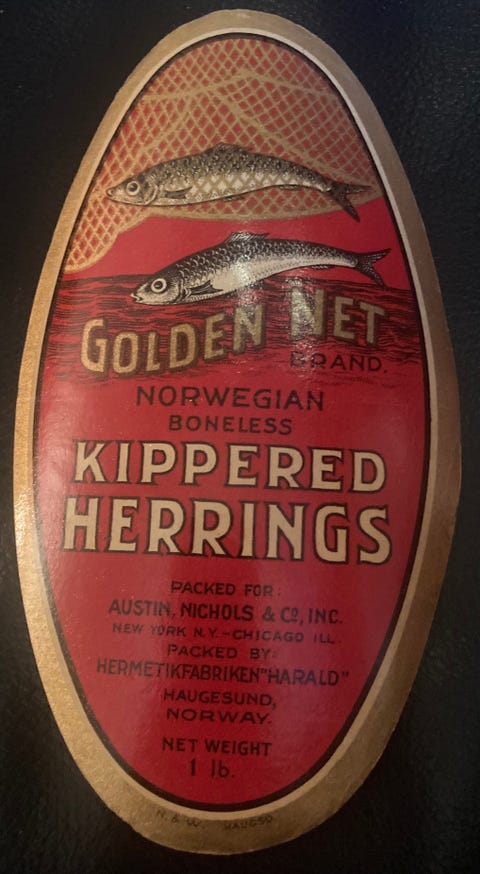 GOLDEN NET
BRAND.
NORWEGIAN
BONELESS
KIPPERED
HERRINGS
PACKED FOR:
AUSTIN, NICHOLS & Cº, INC.
NEW YORK N.Y. - CHICAGO ILL.
PACKED BY:
HERMETIKFABRIKEN "HARALD"
HAUGESUND,
NORWAY.
NET WEIGHT
1 lb.
N. & W. HAUGSD